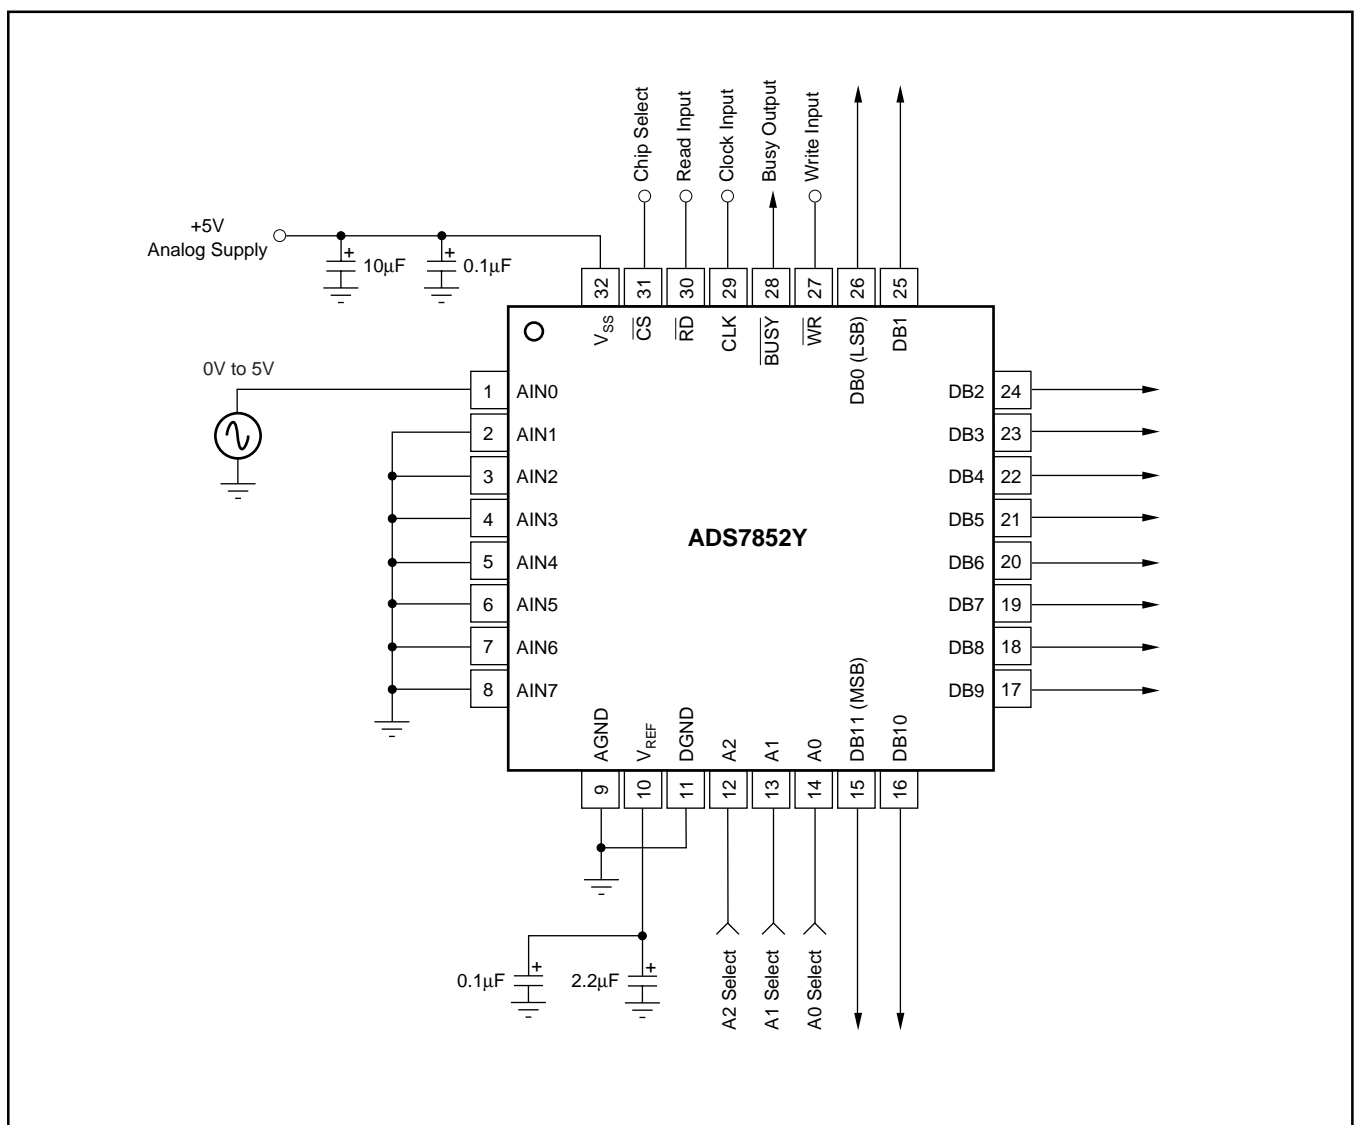 Chip Select
Read Input
Clock Input
Busy Output
Write Input
+5V
Analog Supply
+
10μF
+
0.1μF
32
31
30
29
28
27
26
25
VSS
CS
RD
CLK
BUSY
WR
DB0 (LSB)
DB1
0V to 5V
1 AIN0
2 AIN1
3 AIN2
4 AIN3
5 AIN4
6 AIN5
7 AIN6
8 AIN7
ADS7852Y
DB2 24
DB3 23
DB4 22
DB5 21
DB6 20
DB7 19
DB8 18
DB9 17
AGND
VREF
DGND
A2
A1
A0
DB11 (MSB)
DB10
9
10
11
12
13
14
15
16
0.1μF
+
2.2μF
+
A2 Select
A1 Select
A0 Select